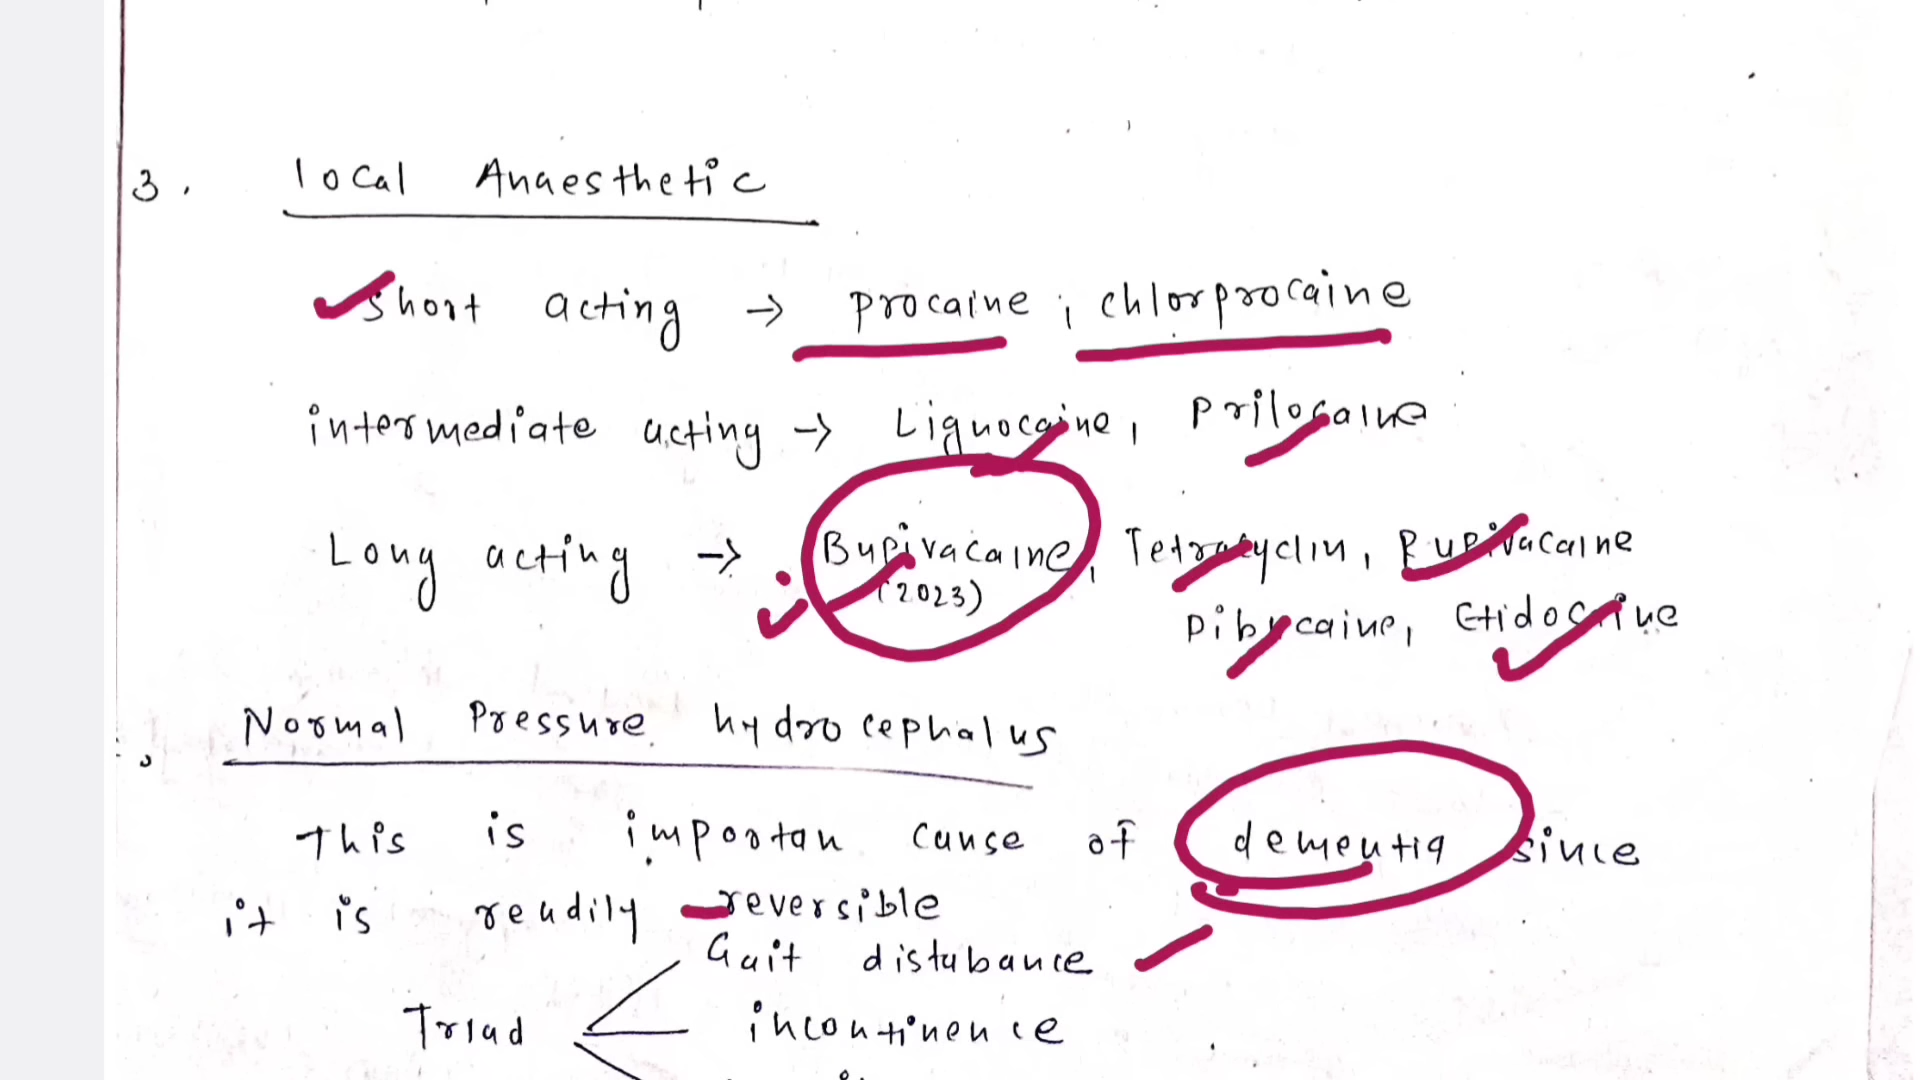 3. local Anaesthetic
short acting → procaine, chlorprocaine
intermediate acting → Lignocaine, Prilocaine
Long acting → Bupivacaine, Tetracyclin, Rupivacaine
(2023)
Dibucaine, Etidocaine
Normal Pressure hydrocephalus
This is importan cause of dementia since
it is readily reversible
Gait distubance
Triad
incontinence